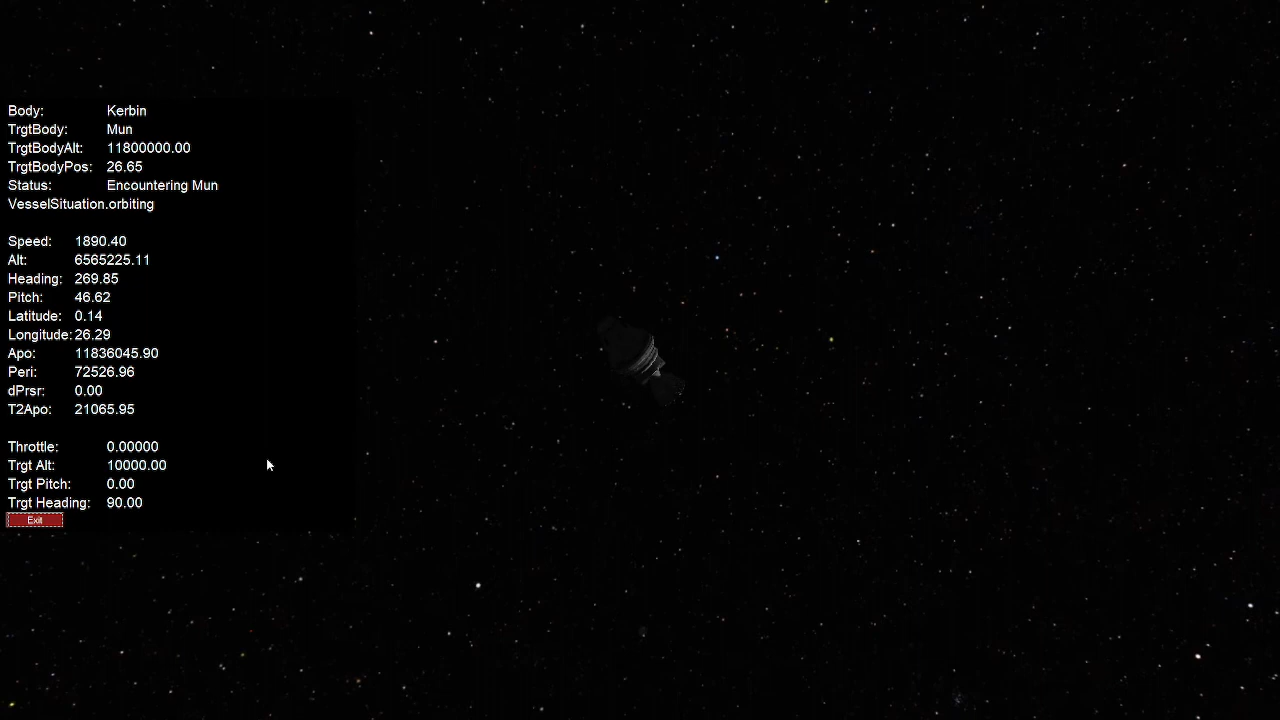 Body: Kerbin
TrgtBody: Mun
TrgtBodyAlt: 11800000.00
TrgtBodyPos: 26.65
Status: Encountering Mun
VesselSituation.orbiting
Speed: 1890.40
Alt: 6565225.11
Heading: 269.85
Pitch: 46.62
Latitude: 0.14
Longitude: 26.29
Apo: 11836045.90
Peri: 72526.96
dPrsr: 0.00
T2Apo: 21065.95
Throttle: 0.00000
Trgt Alt: 10000.00
Trgt Pitch: 0.00
Trgt Heading: 90.00
Exit